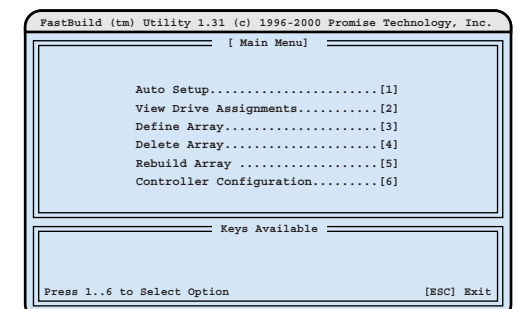 FastBuild (tm) Utility 1.31 (c) 1996-2000 Promise Technology, Inc.
[ Main Menu]
Auto Setup......................[1]
View Drive Assignments...........[2]
Define Array.....................[3]
Delete Array.....................[4]
Rebuild Array ...................[5]
Controller Configuration.........[6]
Keys Available
Press 1..6 to Select Option [ESC] Exit